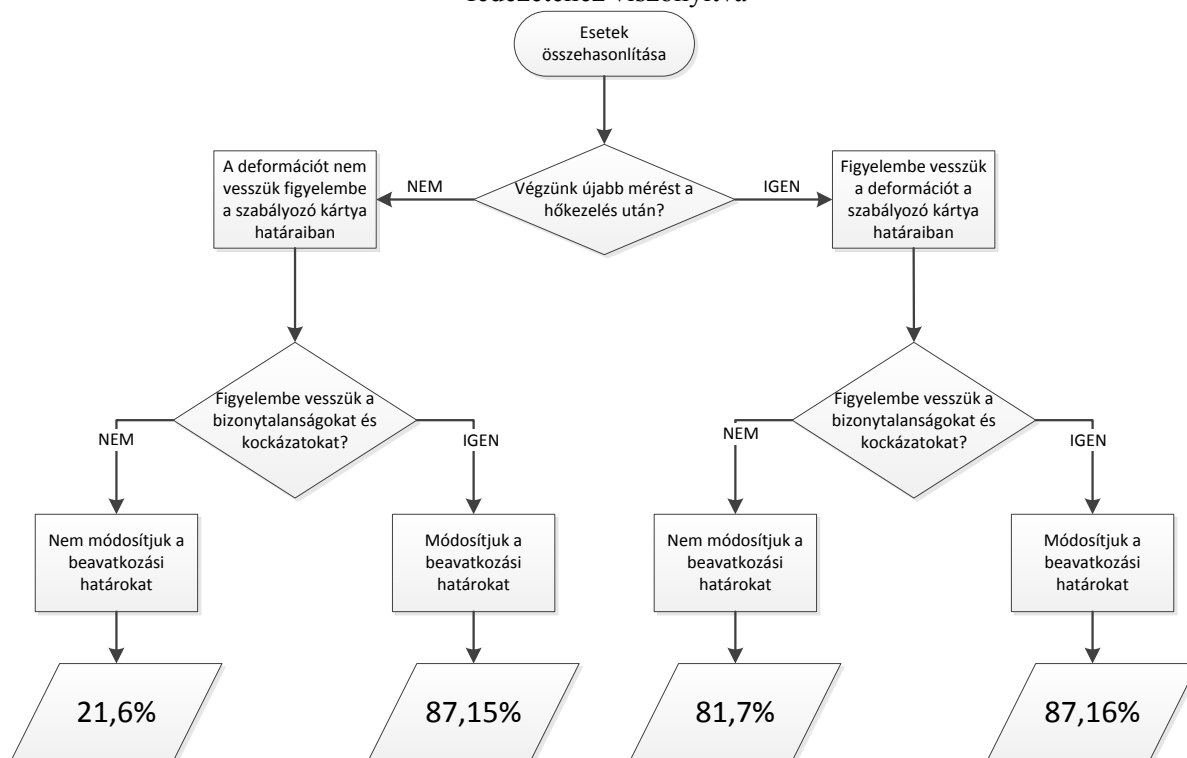 fedezetéhez viszonyítva
Esetek
összehasonlítása
A deformációt nem
vesszük figyelembe
a szabályozó kártya
határaiban
NEM
Végzünk újabb mérést a
hőkezelés után?
IGEN
Figyelembe vesszük
a deformációt a
szabályozó kártya
határaiban
Figyelembe vesszük a
bizonytalanságokat és
kockázatokat?
NEM
IGEN
Figyelembe vesszük a
bizonytalanságokat és
kockázatokat?
NEM
IGEN
Nem módosítjuk a
beavatkozási
határokat
Módosítjuk a
beavatkozási
határokat
Nem módosítjuk a
beavatkozási
határokat
Módosítjuk a
beavatkozási
határokat
21,6%
87,15%
81,7%
87,16%